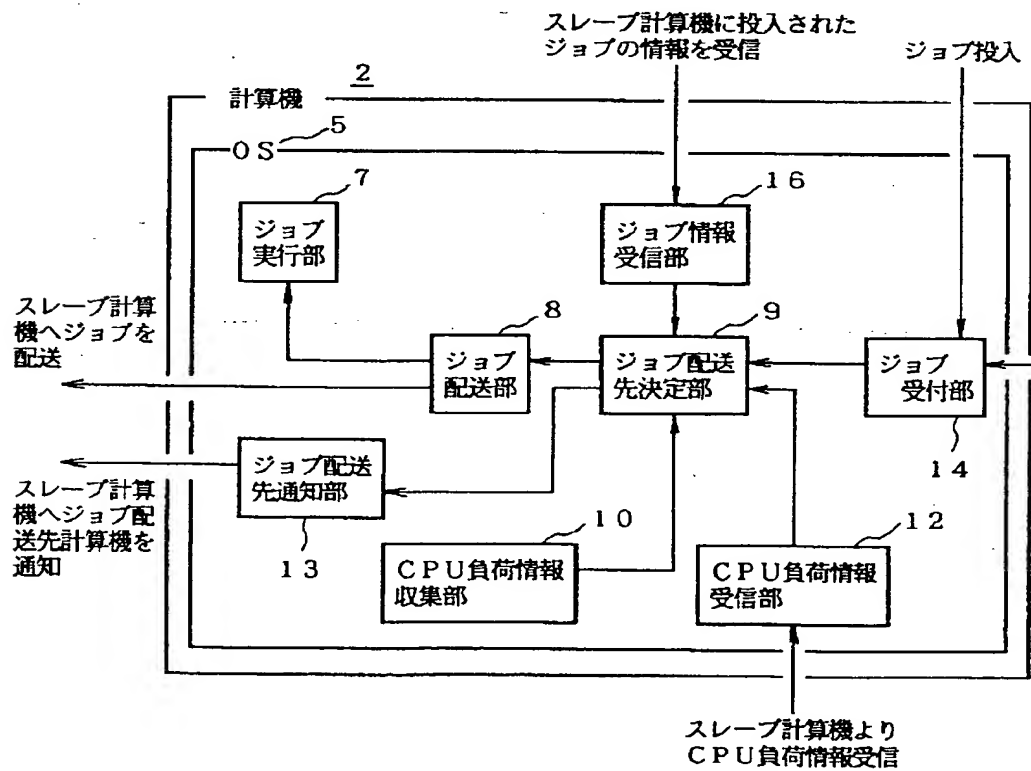 スレーブ計算機に投入された
ジョブの情報を受信
ジョブ投入
2
計算機
5
OS
7
16
ジョブ
実行部
ジョブ情報
受信部
スレーブ計算
機へジョブを
配送
8
9
ジョブ
配送部
ジョブ配送
先決定部
ジョブ
受付部
14
ジョブ配送
先通知部
13
スレーブ計算
機へジョブ配
送先計算機を
通知
10
12
CPU負荷情報
収集部
CPU負荷情報
受信部
スレーブ計算機より
CPU負荷情報受信